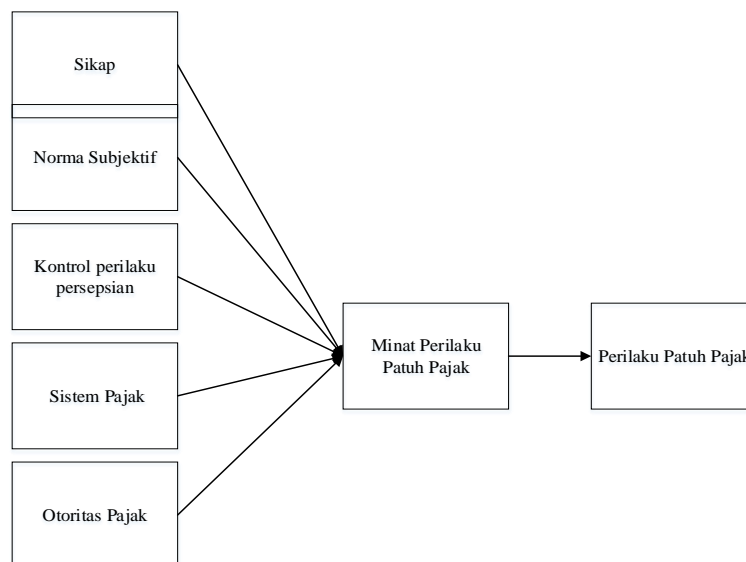 Sikap
Norma Subjektif
Kontrol perilaku
persepsian
Sistem Pajak
Otoritas Pajak
Minat Perilaku
Patuh Pajak
Perilaku Patuh Pajak